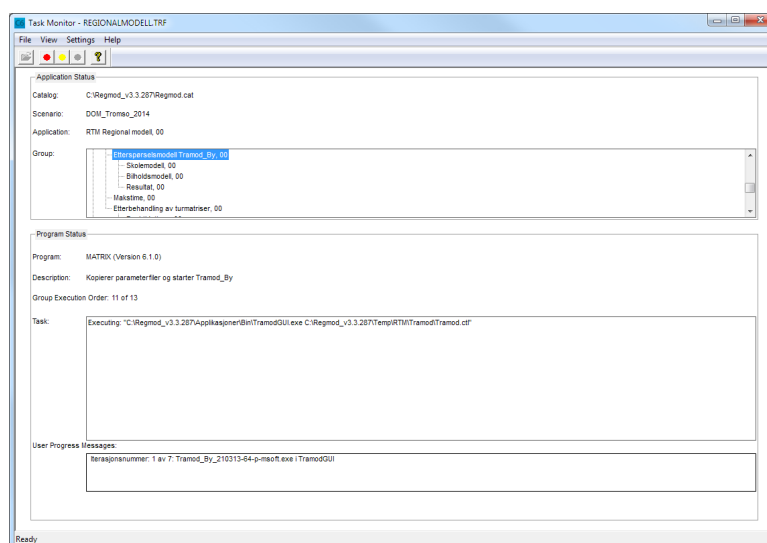 Task Monitor - REGIONALMODELL.TRF
File View Settings Help
Application Status
Catalog: C:\Regmod_v3.3.287\Regmod.cat
Scenario: DOM_Tromso_2014
Application: RTM Regional modell, 00
Group:
Etterspørselsmodell Tramod_By, 00
Skolemodell, 00
Bilholdsmodell, 00
Resultat, 00
Makstime, 00
Etterbehandling av turmatriser, 00
Program Status
Program: MATRIX (Version 6.1.0)
Description: Kopierer parameterfiler og starter Tramod_By
Group Execution Order: 11 of 13
Task: Executing: "C:\Regmod_v3.3.287\Applikasjoner\Bin\TramodGUI.exe C:\Regmod_v3.3.287\Temp\RTM\Tramod\Tramod.ctl"
User Progress Messages:
Iterasjonsnummer: 1 av 7: Tramod_By_210313-64-p-msoft.exe i TramodGUI
Ready